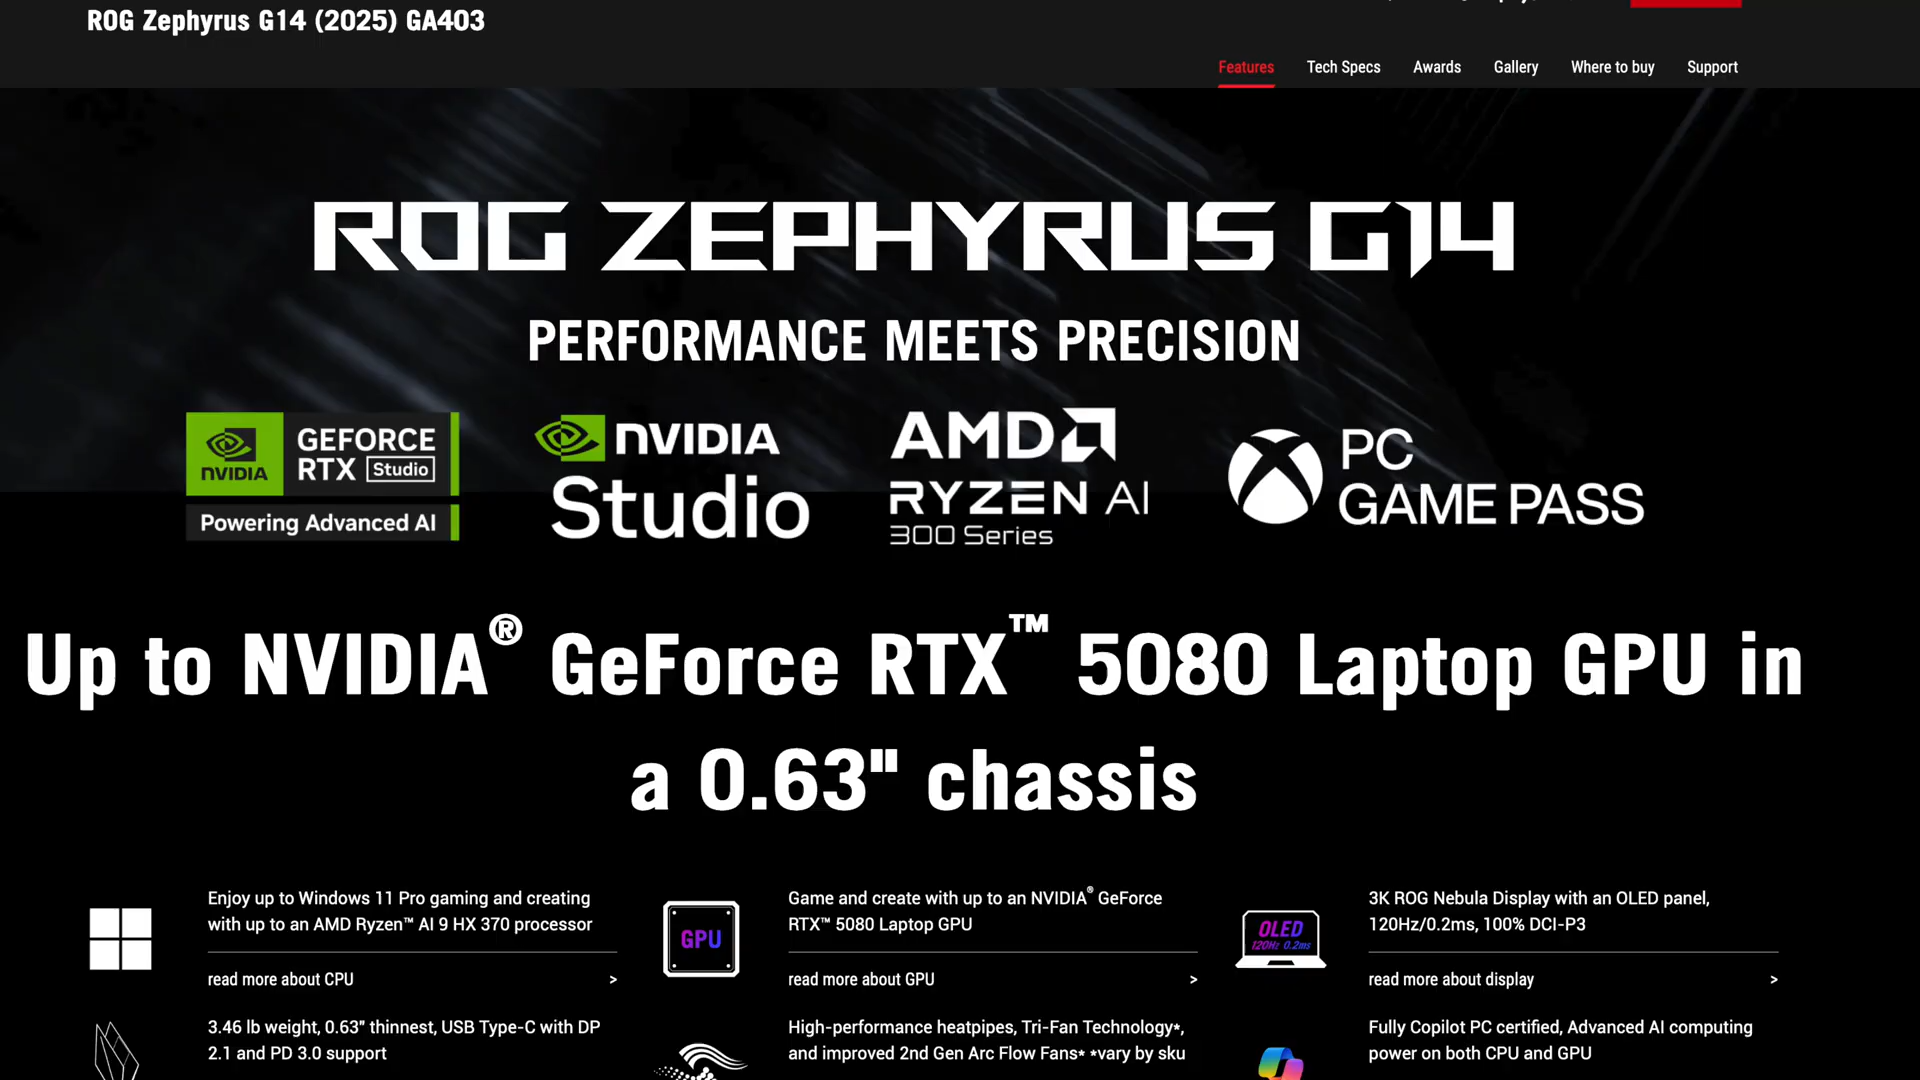 ROG Zephyrus G14 (2025) GA403
Features Tech Specs Awards Gallery Where to buy Support
ROG ZEPHYRUS G14
PERFORMANCE MEETS PRECISION
NVIDIA
GEFORCE
RTX Studio
Powering Advanced AI
NVIDIA
Studio
AMD
RYZEN AI
300 Series
PC
GAME PASS
Up to NVIDIA® GeForce RTX™ 5080 Laptop GPU in
a 0.63" chassis
Enjoy up to Windows 11 Pro gaming and creating
with up to an AMD Ryzen™ AI 9 HX 370 processor
read more about CPU >
GPU
Game and create with up to an NVIDIA® GeForce
RTX™ 5080 Laptop GPU
read more about GPU >
OLED
120Hz 0.2ms
3K ROG Nebula Display with an OLED panel,
120Hz/0.2ms, 100% DCI-P3
read more about display >
3.46 lb weight, 0.63" thinnest, USB Type-C with DP
2.1 and PD 3.0 support
High-performance heatpipes, Tri-Fan Technology*,
and improved 2nd Gen Arc Flow Fans* *vary by sku
Fully Copilot PC certified, Advanced AI computing
power on both CPU and GPU